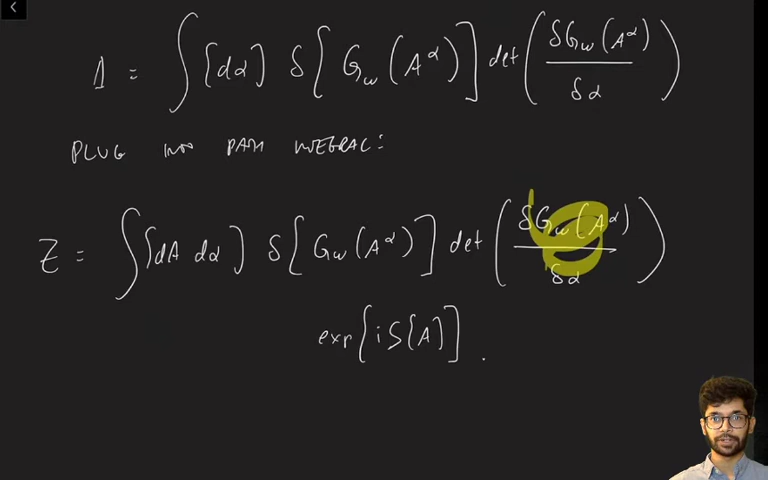 1 = ∫[dα] δ[G_ω(A^α)] det(δG_ω(A^α)/δα)
PLUG INTO PATH INTEGRAL:
Z = ∫[dA dα] δ[G_ω(A^α)] det(δG_ω(A^α)/δα)
exp[iS[A]].